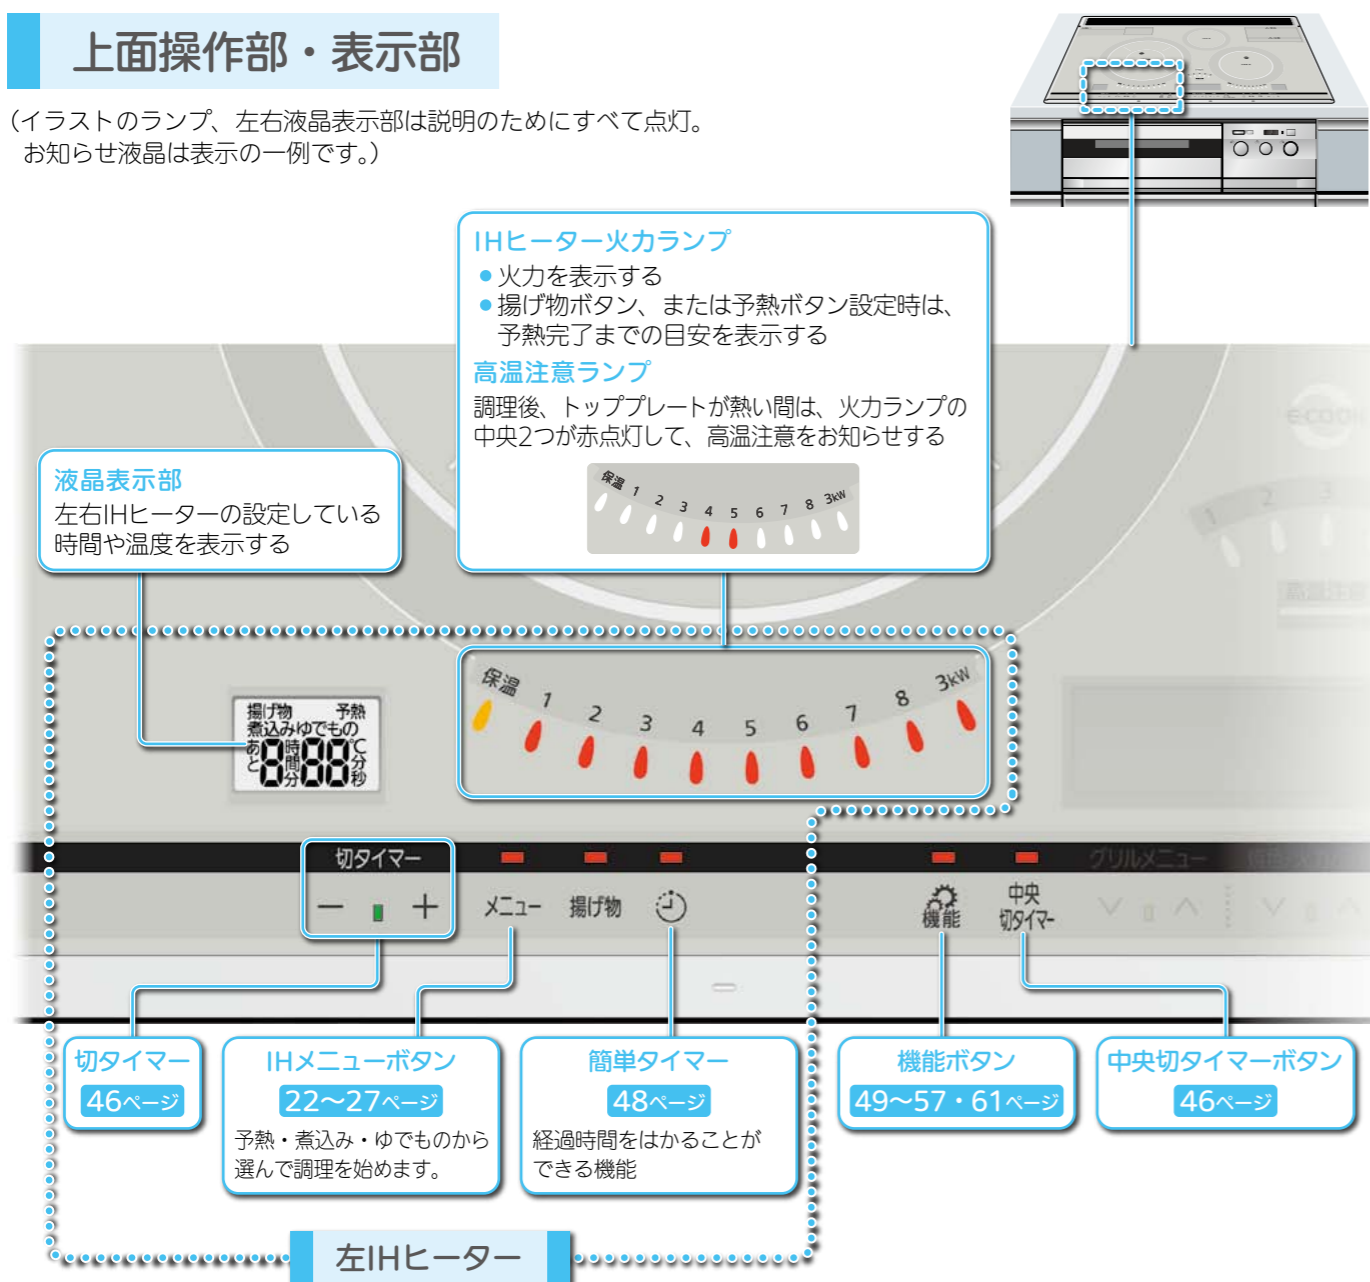 上面操作部・表示部
(イラストのランプ、左右液晶表示部は説明のためにすべて点灯。
お知らせ液晶は表示の一例です。)
IHヒーター火力ランプ
●火力を表示する
●揚げ物ボタン、または予熱ボタン設定時は、
予熱完了までの目安を表示する
高温注意ランプ
調理後、トッププレートが熱い間は、火力ランプの
中央2つが赤点灯して、高温注意をお知らせする
保温 1 2 3 4 5 6 7 8 3kW
液晶表示部
左右IHヒーターの設定している
時間や温度を表示する
1 2 3
高温注意
保温 1 2 3 4 5 6 7 8 3kW
揚げ物 予熱
煮込みゆでもの
あと8時間分88℃分秒
切タイマー
グリルメニュー
− + メニュー 揚げ物
機能
中央
切タイマー
切タイマー
46ページ
IHメニューボタン
22〜27ページ
予熱・煮込み・ゆでものから
選んで調理を始めます。
簡単タイマー
48ページ
経過時間をはかることが
できる機能
機能ボタン
49〜57・61ページ
中央切タイマーボタン
46ページ
左IHヒーター